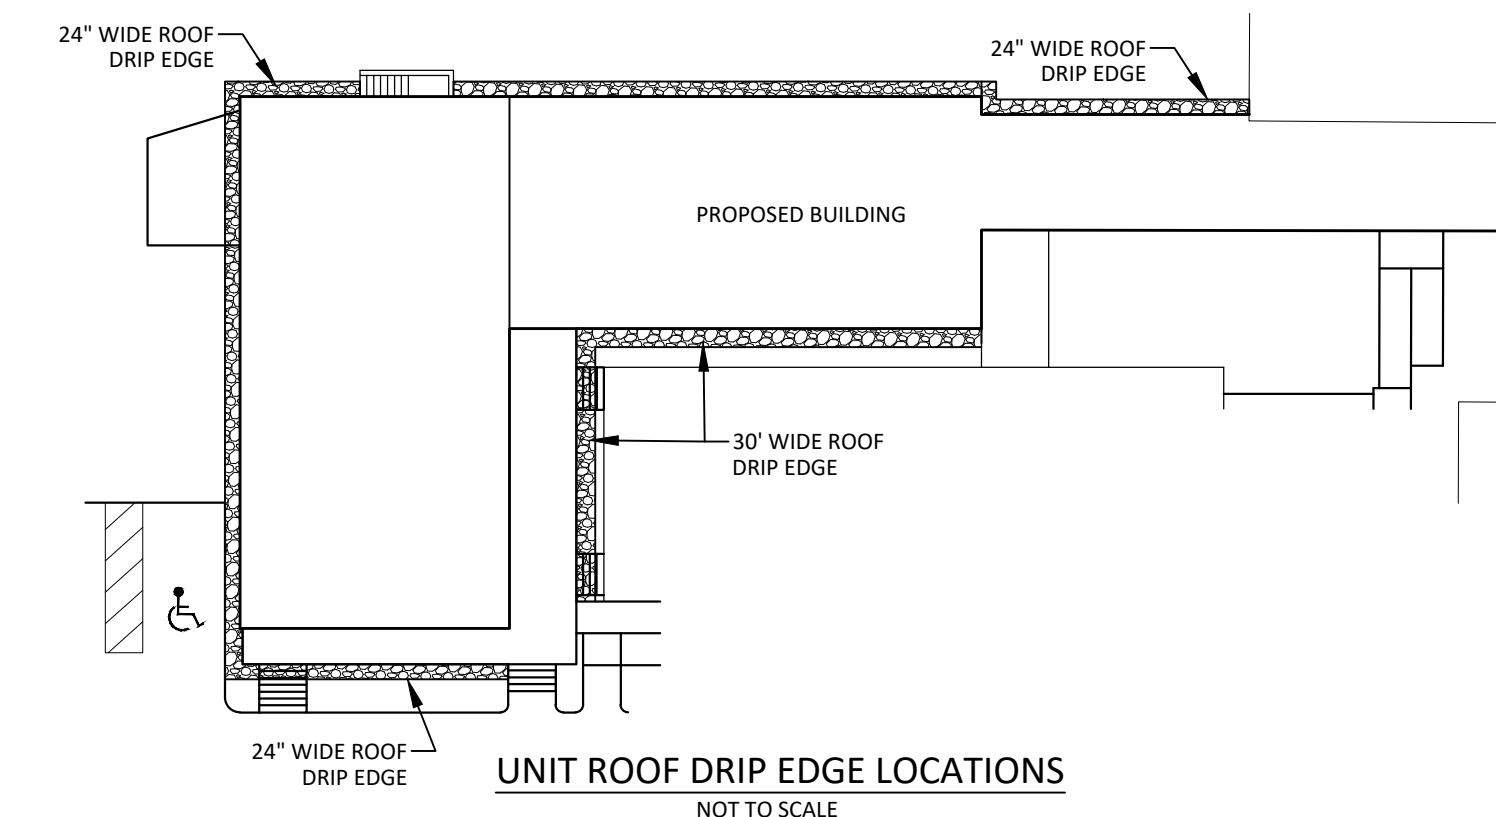 24" WIDE ROOF
DRIP EDGE
24" WIDE ROOF
DRIP EDGE
PROPOSED BUILDING
30' WIDE ROOF
DRIP EDGE
24" WIDE ROOF
DRIP EDGE
UNIT ROOF DRIP EDGE LOCATIONS
NOT TO SCALE